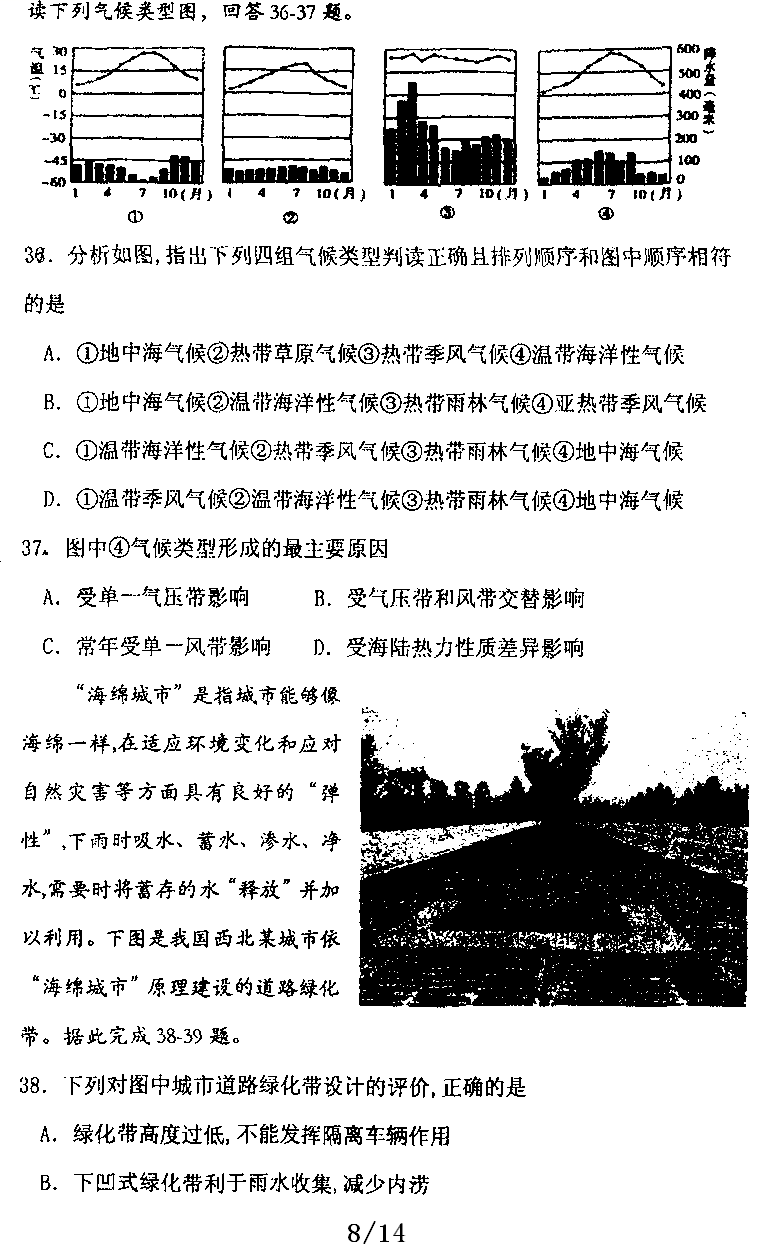 读下列气候类型图，回答36-37题。
气温(℃) 30 15 0 -15 -30 -45 -60
600 500 400 300 200 100 0 降水量(毫米)
1 4 7 10(月) 1 4 7 10(月) 1 4 7 10(月) 1 4 7 10(月)
① ② ③ ④
36. 分析如图,指出下列四组气候类型判读正确且排列顺序和图中顺序相符
的是
A. ①地中海气候②热带草原气候③热带季风气候④温带海洋性气候
B. ①地中海气候②温带海洋性气候③热带雨林气候④亚热带季风气候
C. ①温带海洋性气候②热带季风气候③热带雨林气候④地中海气候
D. ①温带季风气候②温带海洋性气候③热带雨林气候④地中海气候
37. 图中④气候类型形成的最主要原因
A. 受单一气压带影响 B. 受气压带和风带交替影响
C. 常年受单一风带影响 D. 受海陆热力性质差异影响
“海绵城市”是指城市能够像
海绵一样,在适应环境变化和应对
自然灾害等方面具有良好的“弹
性”,下雨时吸水、蓄水、渗水、净
水,需要时将蓄存的水“释放”并加
以利用。下图是我国西北某城市依
“海绵城市”原理建设的道路绿化
带。据此完成38-39题。
38. 下列对图中城市道路绿化带设计的评价,正确的是
A. 绿化带高度过低,不能发挥隔离车辆作用
B. 下凹式绿化带利于雨水收集,减少内涝
8/14